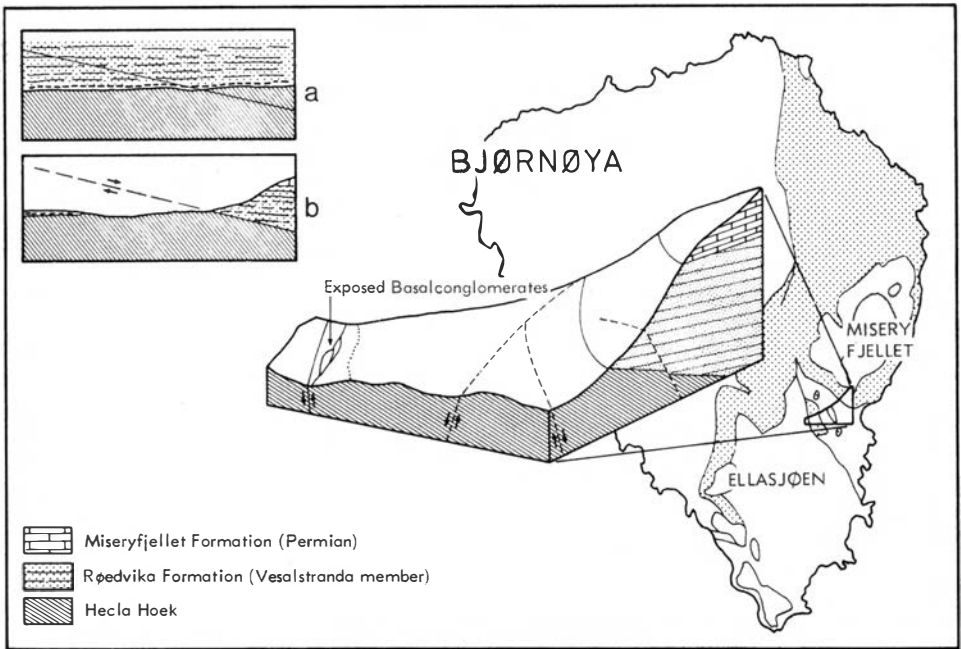 a
b
BJØRNØYA
Exposed Basalconglomerates
MISERY
FJELLET
ELLASJØEN
Miseryfjellet Formation (Permian)
Røedvika Formation (Vesalstranda member)
Hecla Hoek